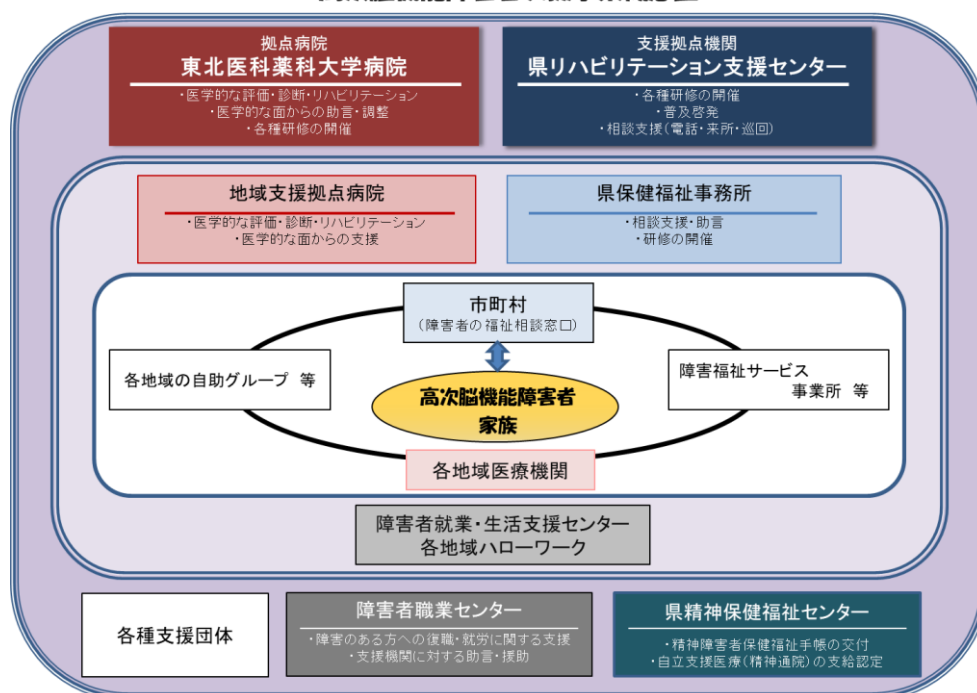 拠点病院
東北医科薬科大学病院
・医学的な評価・診断・リハビリテーション
・医学的な面からの助言・調整
・各種研修の開催
支援拠点機関
県リハビリテーション支援センター
・各種研修の開催
・普及啓発
・相談支援(電話・来所・巡回)
地域支援拠点病院
・医学的な評価・診断・リハビリテーション
・医学的な面からの支援
県保健福祉事務所
・相談支援・助言
・研修の開催
市町村
(障害者の福祉相談窓口)
各地域の自助グループ 等
高次脳機能障害者
家族
障害福祉サービス
事業所 等
各地域医療機関
障害者就業・生活支援センター
各地域ハローワーク
各種支援団体
障害者職業センター
・障害のある方への復職・就労に関する支援
・支援機関に対する助言・援助
県精神保健福祉センター
・精神障害者保健福祉手帳の交付
・自立支援医療(精神通院)の支給認定